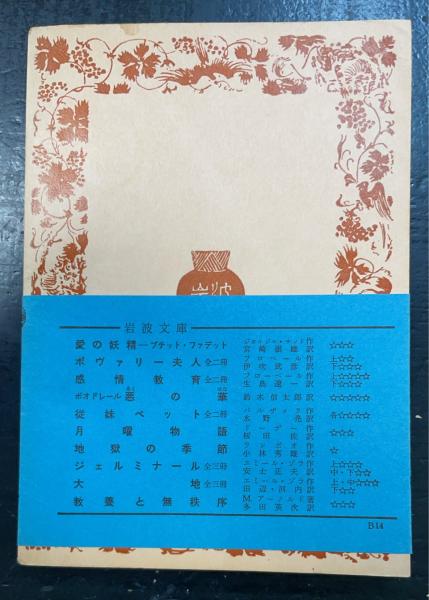 岩波
岩波文庫
愛の妖精―プチット・ファデット ジョルジュ・サンド作 宮崎嶺雄訳 ☆☆☆
ボヴァリー夫人 全二冊 フローベール作 伊吹武彦訳 上☆☆ 下☆☆☆
感情教育 全二冊 フローベール作 生島遼一訳 上☆☆☆☆☆ 下☆☆☆☆
ボオドレール 悪の華 鈴木信太郎訳 ☆☆☆☆☆
従妹ベット 全二冊 バルザック作 水野亮訳 各☆☆☆☆
月曜物語 ドーデー作 桜田佐訳 ☆☆☆
地獄の季節 ランボオ作 小林秀雄訳 ☆
ジェルミナール 全三冊 エミール・ゾラ作 安士正夫訳 上☆☆☆ 中・下☆☆
大地 全三冊 エミール・ゾラ作 田辺・河内訳 上・中☆☆☆ 下☆☆
教養と無秩序 M.アーノルド著 多田英次訳 ☆☆☆
B14